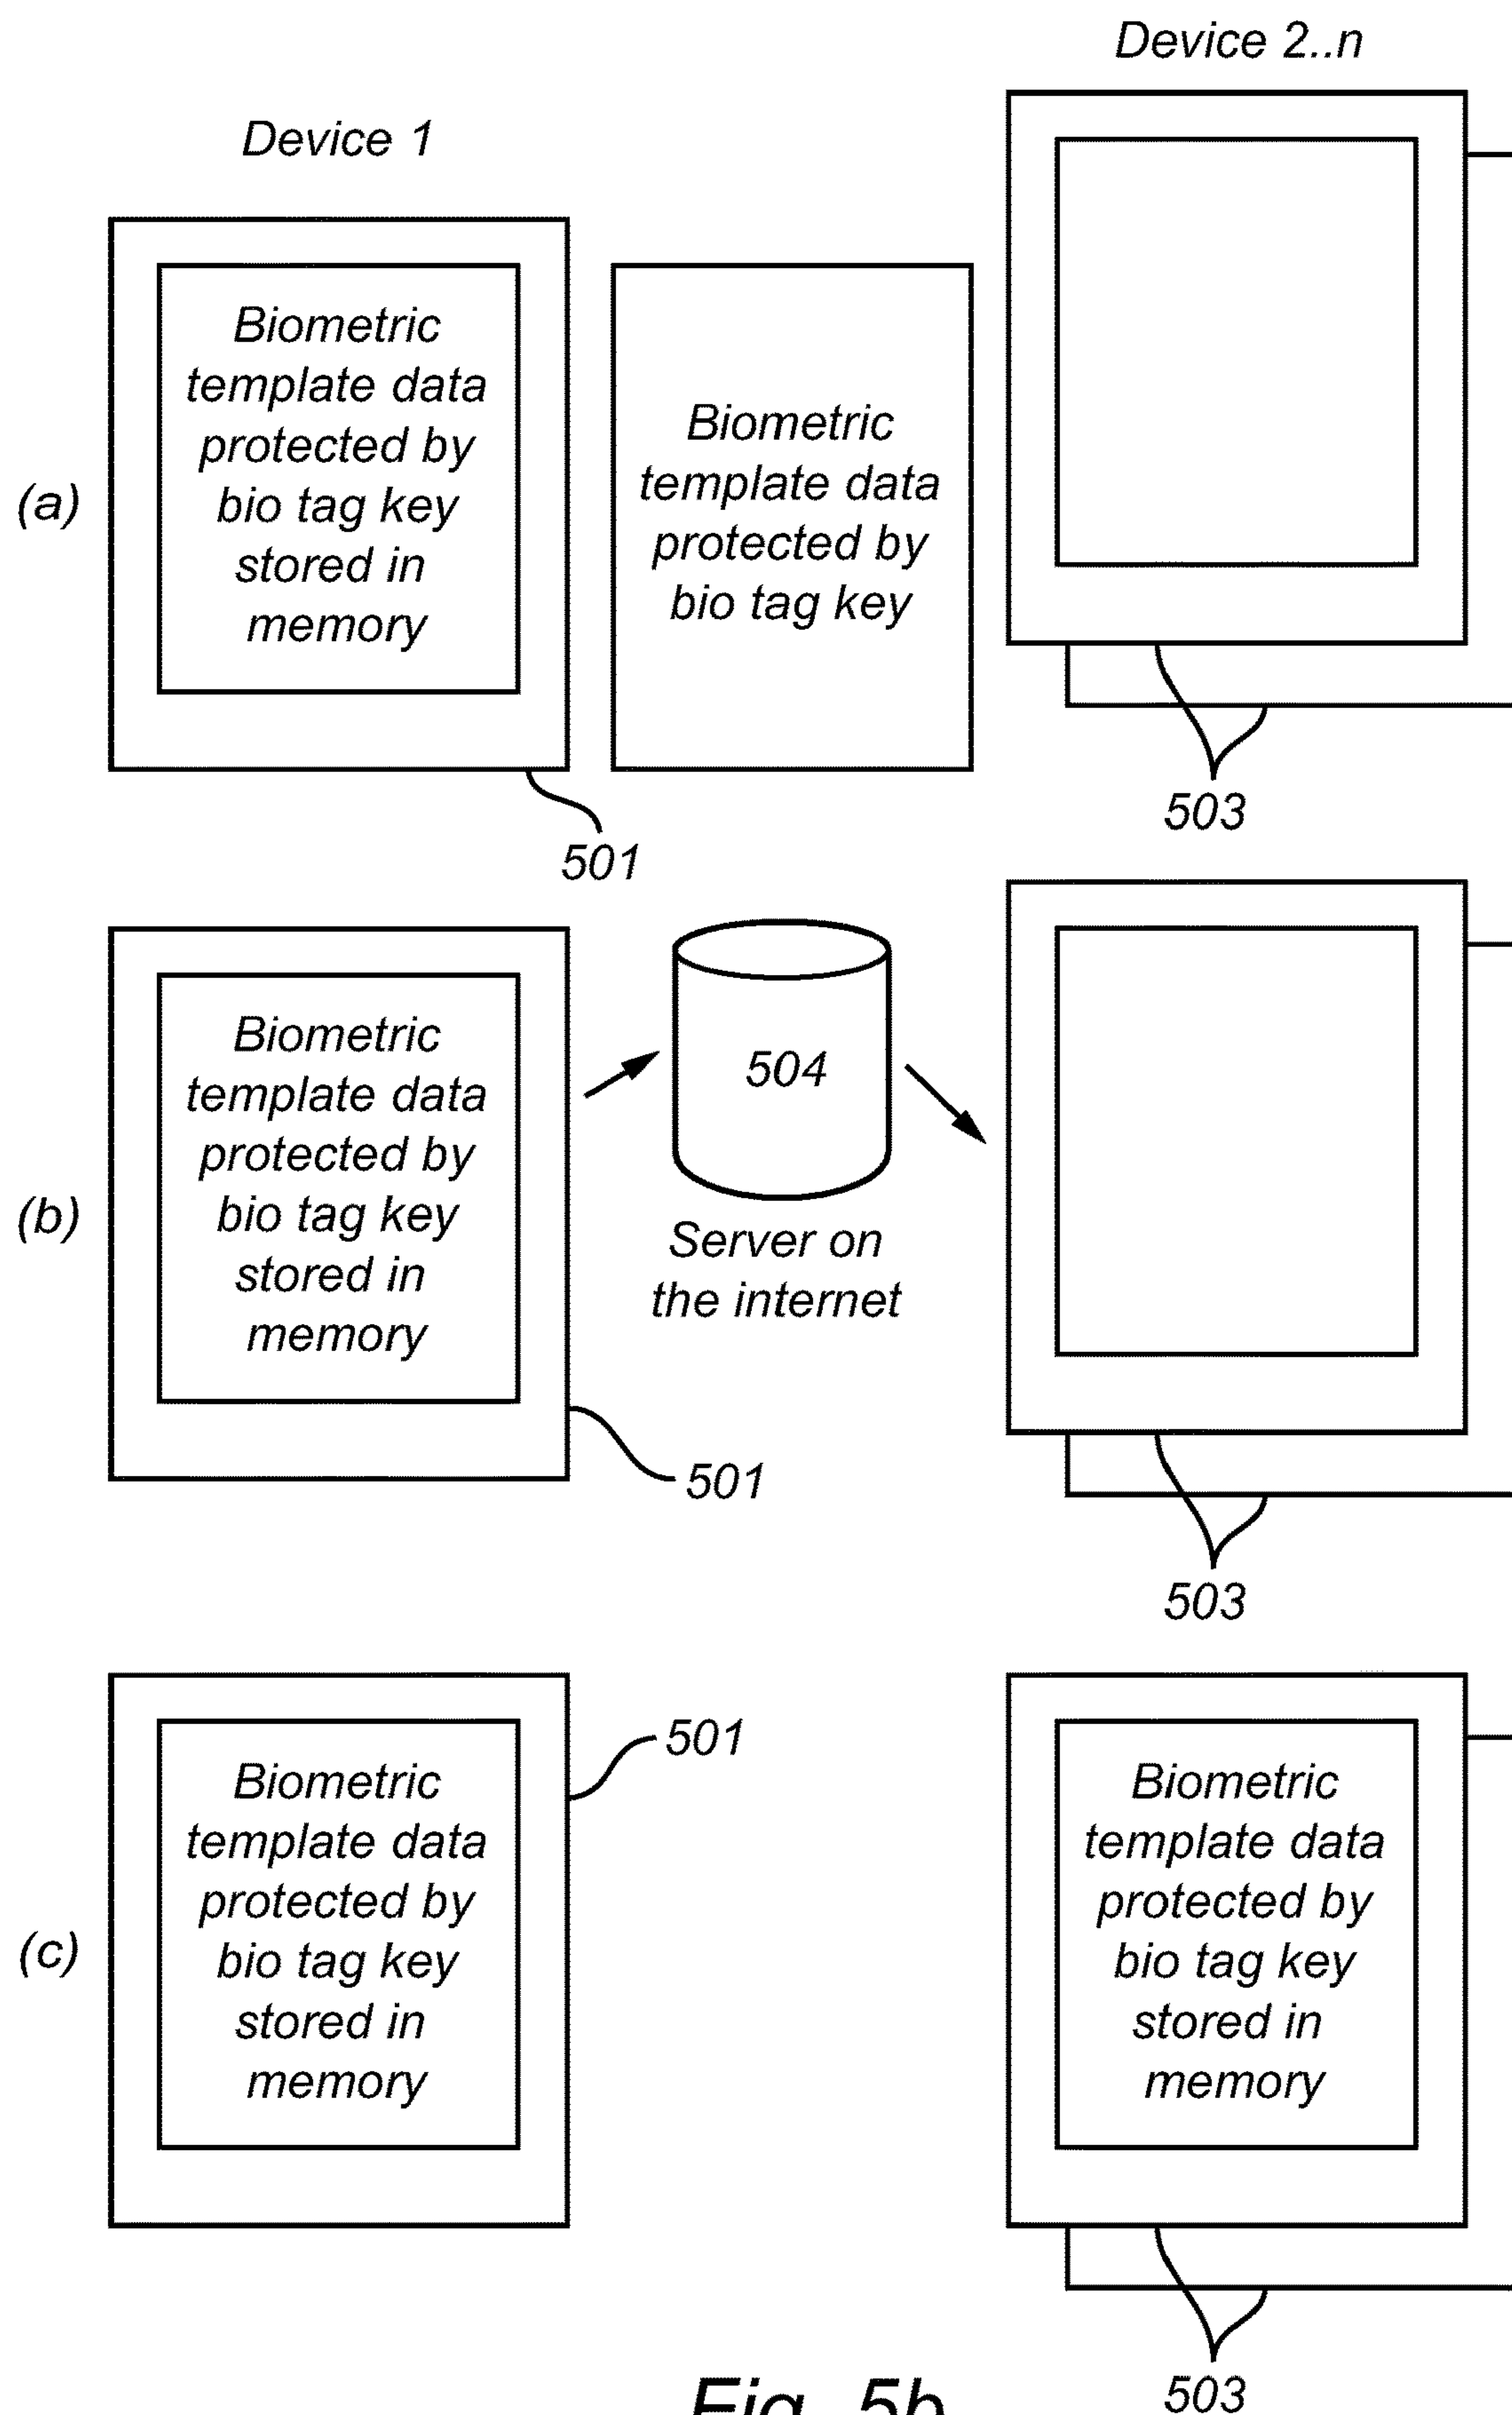 Device 2..n
Device 1
(a)
Biometric
template data
protected by
bio tag key
stored in
memory
Biometric
template data
protected by
bio tag key
503
501
(b)
Biometric
template data
protected by
bio tag key
stored in
memory
504
Server on
the internet
501
503
(c)
Biometric
template data
protected by
bio tag key
stored in
memory
501
Biometric
template data
protected by
bio tag key
stored in
memory
503
Fig. 5b